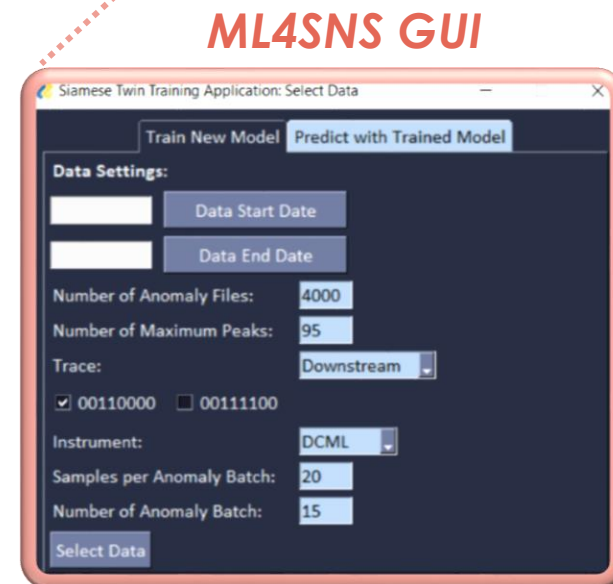 ML4SNS GUI
Siamese Twin Training Application: Select Data
Train New Model Predict with Trained Model
Data Settings:
Data Start Date
Data End Date
Number of Anomaly Files: 4000
Number of Maximum Peaks: 95
Trace: Downstream
00110000 00111100
Instrument: DCML
Samples per Anomaly Batch: 20
Number of Anomaly Batch: 15
Select Data